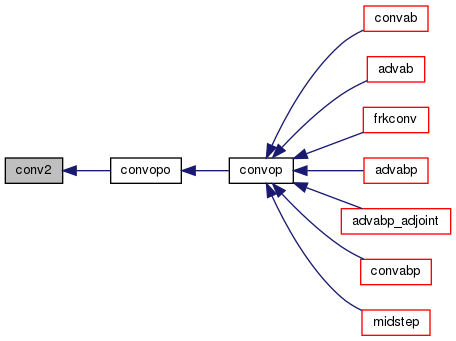 convab
advab
frkconv
conv2
convopo
convop
advabp
advabp_adjoint
convabp
midstep